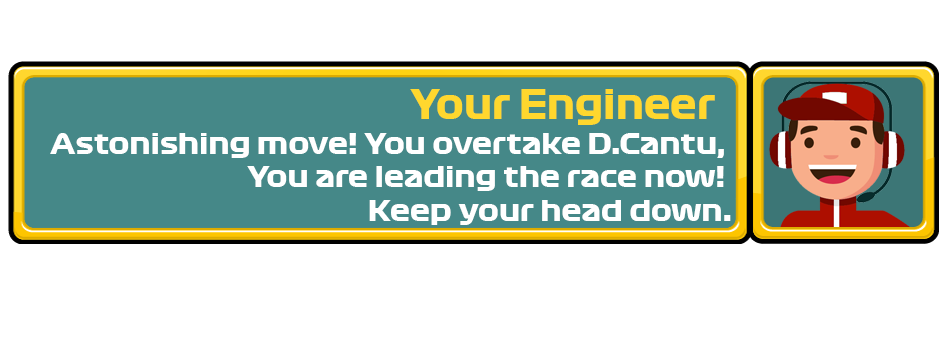 Your Engineer
Astonishing move! You overtake D.Cantu,
You are leading the race now!
Keep your head down.